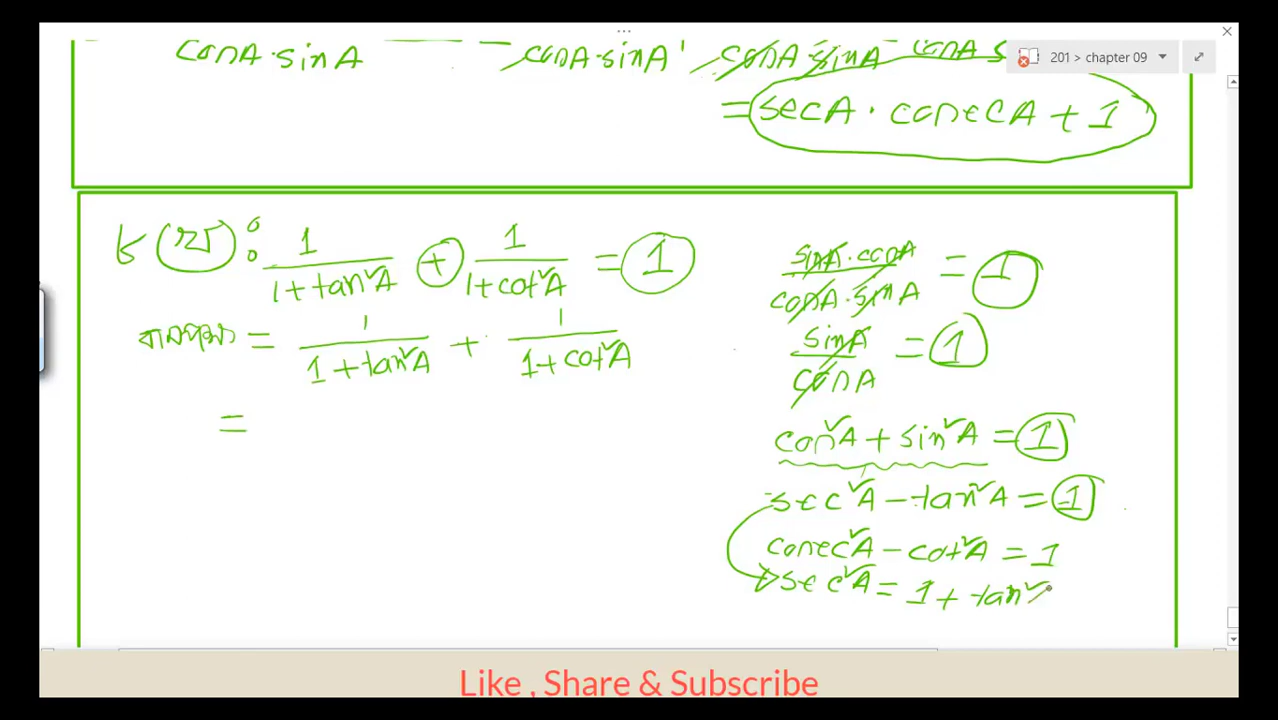 cosA·sinA cosA·sinA cosA·sinA cosA
201 > chapter 09
= secA · cosecA + 1
৮(ঘ): 1/(1+tan²A) + 1/(1+cot²A) = 1
বামপক্ষ = 1/(1+tan²A) + 1/(1+cot²A)
=
sinA·cosA/cosA·sinA = 1
sinA/cosA = 1
cos²A + sin²A = 1
sec²A − tan²A = 1
cosec²A − cot²A = 1
sec²A = 1 + tan²
Like , Share & Subscribe